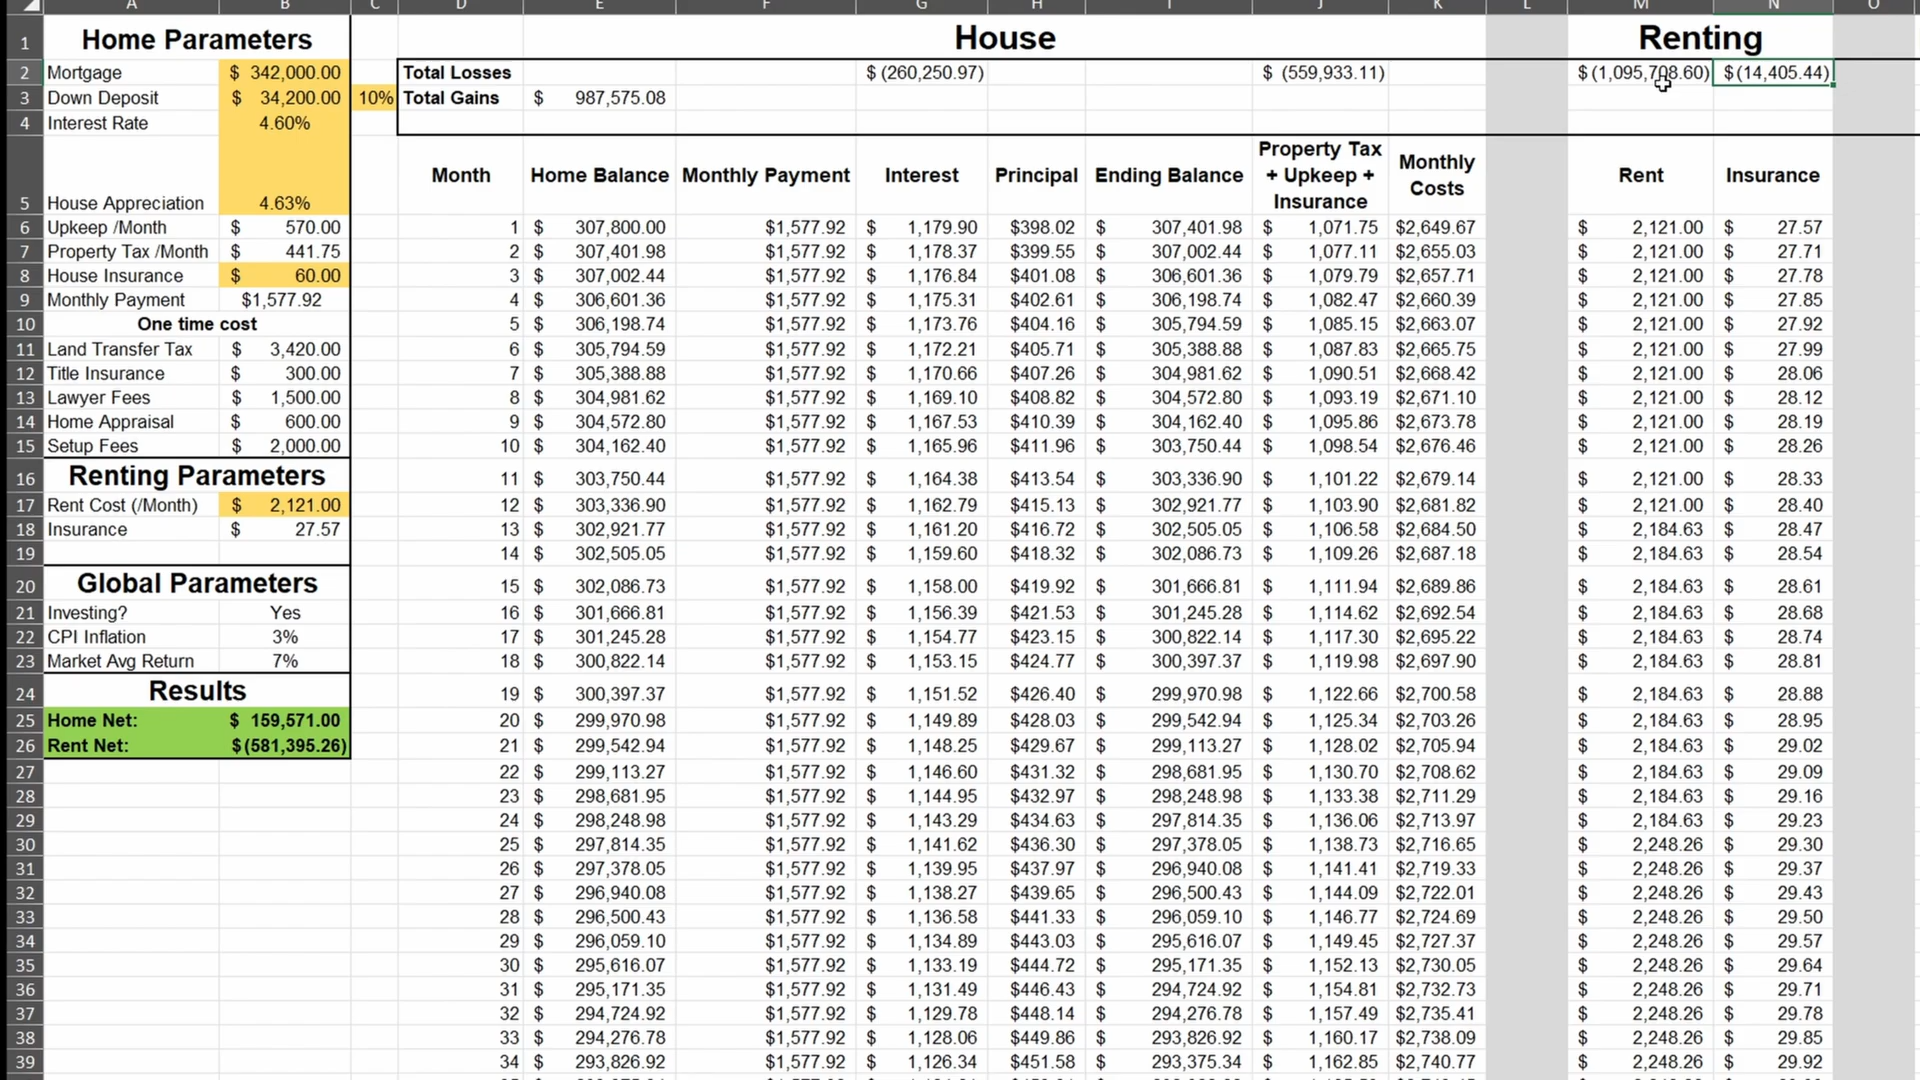 A B C D E F G H I J K L M N O
1 Home Parameters House Renting
2 Mortgage $ 342,000.00 Total Losses $ (260,250.97) $ (559,933.11) $ (1,095,708.60) $ (14,405.44)
3 Down Deposit $ 34,200.00 10% Total Gains $ 987,575.08
4 Interest Rate 4.60%
5 House Appreciation 4.63% Month Home Balance Monthly Payment Interest Principal Ending Balance Property Tax + Upkeep + Insurance Monthly Costs Rent Insurance
6 Upkeep /Month $ 570.00 1 $ 307,800.00 $1,577.92 $ 1,179.90 $398.02 $ 307,401.98 $ 1,071.75 $2,649.67 $ 2,121.00 $ 27.57
7 Property Tax /Month $ 441.75 2 $ 307,401.98 $1,577.92 $ 1,178.37 $399.55 $ 307,002.44 $ 1,077.11 $2,655.03 $ 2,121.00 $ 27.71
8 House Insurance $ 60.00 3 $ 307,002.44 $1,577.92 $ 1,176.84 $401.08 $ 306,601.36 $ 1,079.79 $2,657.71 $ 2,121.00 $ 27.78
9 Monthly Payment $1,577.92 4 $ 306,601.36 $1,577.92 $ 1,175.31 $402.61 $ 306,198.74 $ 1,082.47 $2,660.39 $ 2,121.00 $ 27.85
10 One time cost 5 $ 306,198.74 $1,577.92 $ 1,173.76 $404.16 $ 305,794.59 $ 1,085.15 $2,663.07 $ 2,121.00 $ 27.92
11 Land Transfer Tax $ 3,420.00 6 $ 305,794.59 $1,577.92 $ 1,172.21 $405.71 $ 305,388.88 $ 1,087.83 $2,665.75 $ 2,121.00 $ 27.99
12 Title Insurance $ 300.00 7 $ 305,388.88 $1,577.92 $ 1,170.66 $407.26 $ 304,981.62 $ 1,090.51 $2,668.42 $ 2,121.00 $ 28.06
13 Lawyer Fees $ 1,500.00 8 $ 304,981.62 $1,577.92 $ 1,169.10 $408.82 $ 304,572.80 $ 1,093.19 $2,671.10 $ 2,121.00 $ 28.12
14 Home Appraisal $ 600.00 9 $ 304,572.80 $1,577.92 $ 1,167.53 $410.39 $ 304,162.40 $ 1,095.86 $2,673.78 $ 2,121.00 $ 28.19
15 Setup Fees $ 2,000.00 10 $ 304,162.40 $1,577.92 $ 1,165.96 $411.96 $ 303,750.44 $ 1,098.54 $2,676.46 $ 2,121.00 $ 28.26
16 Renting Parameters 11 $ 303,750.44 $1,577.92 $ 1,164.38 $413.54 $ 303,336.90 $ 1,101.22 $2,679.14 $ 2,121.00 $ 28.33
17 Rent Cost (/Month) $ 2,121.00 12 $ 303,336.90 $1,577.92 $ 1,162.79 $415.13 $ 302,921.77 $ 1,103.90 $2,681.82 $ 2,121.00 $ 28.40
18 Insurance $ 27.57 13 $ 302,921.77 $1,577.92 $ 1,161.20 $416.72 $ 302,505.05 $ 1,106.58 $2,684.50 $ 2,184.63 $ 28.47
19 14 $ 302,505.05 $1,577.92 $ 1,159.60 $418.32 $ 302,086.73 $ 1,109.26 $2,687.18 $ 2,184.63 $ 28.54
20 Global Parameters 15 $ 302,086.73 $1,577.92 $ 1,158.00 $419.92 $ 301,666.81 $ 1,111.94 $2,689.86 $ 2,184.63 $ 28.61
21 Investing? Yes 16 $ 301,666.81 $1,577.92 $ 1,156.39 $421.53 $ 301,245.28 $ 1,114.62 $2,692.54 $ 2,184.63 $ 28.68
22 CPI Inflation 3% 17 $ 301,245.28 $1,577.92 $ 1,154.77 $423.15 $ 300,822.14 $ 1,117.30 $2,695.22 $ 2,184.63 $ 28.74
23 Market Avg Return 7% 18 $ 300,822.14 $1,577.92 $ 1,153.15 $424.77 $ 300,397.37 $ 1,119.98 $2,697.90 $ 2,184.63 $ 28.81
24 Results 19 $ 300,397.37 $1,577.92 $ 1,151.52 $426.40 $ 299,970.98 $ 1,122.66 $2,700.58 $ 2,184.63 $ 28.88
25 Home Net: $ 159,571.00 20 $ 299,970.98 $1,577.92 $ 1,149.89 $428.03 $ 299,542.94 $ 1,125.34 $2,703.26 $ 2,184.63 $ 28.95
26 Rent Net: $ (581,395.26) 21 $ 299,542.94 $1,577.92 $ 1,148.25 $429.67 $ 299,113.27 $ 1,128.02 $2,705.94 $ 2,184.63 $ 29.02
27 22 $ 299,113.27 $1,577.92 $ 1,146.60 $431.32 $ 298,681.95 $ 1,130.70 $2,708.62 $ 2,184.63 $ 29.09
28 23 $ 298,681.95 $1,577.92 $ 1,144.95 $432.97 $ 298,248.98 $ 1,133.38 $2,711.29 $ 2,184.63 $ 29.16
29 24 $ 298,248.98 $1,577.92 $ 1,143.29 $434.63 $ 297,814.35 $ 1,136.06 $2,713.97 $ 2,184.63 $ 29.23
30 25 $ 297,814.35 $1,577.92 $ 1,141.62 $436.30 $ 297,378.05 $ 1,138.73 $2,716.65 $ 2,248.26 $ 29.30
31 26 $ 297,378.05 $1,577.92 $ 1,139.95 $437.97 $ 296,940.08 $ 1,141.41 $2,719.33 $ 2,248.26 $ 29.37
32 27 $ 296,940.08 $1,577.92 $ 1,138.27 $439.65 $ 296,500.43 $ 1,144.09 $2,722.01 $ 2,248.26 $ 29.43
33 28 $ 296,500.43 $1,577.92 $ 1,136.58 $441.33 $ 296,059.10 $ 1,146.77 $2,724.69 $ 2,248.26 $ 29.50
34 29 $ 296,059.10 $1,577.92 $ 1,134.89 $443.03 $ 295,616.07 $ 1,149.45 $2,727.37 $ 2,248.26 $ 29.57
35 30 $ 295,616.07 $1,577.92 $ 1,133.19 $444.72 $ 295,171.35 $ 1,152.13 $2,730.05 $ 2,248.26 $ 29.64
36 31 $ 295,171.35 $1,577.92 $ 1,131.49 $446.43 $ 294,724.92 $ 1,154.81 $2,732.73 $ 2,248.26 $ 29.71
37 32 $ 294,724.92 $1,577.92 $ 1,129.78 $448.14 $ 294,276.78 $ 1,157.49 $2,735.41 $ 2,248.26 $ 29.78
38 33 $ 294,276.78 $1,577.92 $ 1,128.06 $449.86 $ 293,826.92 $ 1,160.17 $2,738.09 $ 2,248.26 $ 29.85
39 34 $ 293,826.92 $1,577.92 $ 1,126.34 $451.58 $ 293,375.34 $ 1,162.85 $2,740.77 $ 2,248.26 $ 29.92